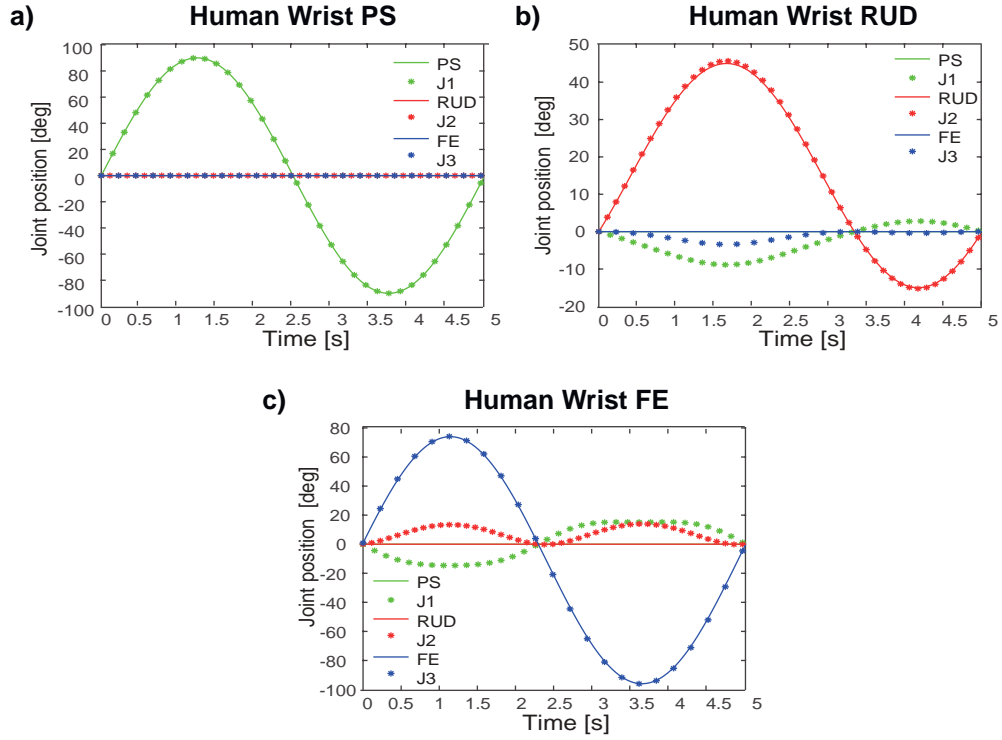 a) Human Wrist PS
Joint position [deg]
100
80
60
40
20
0
-20
-40
-60
-80
-100
PS
J1
RUD
J2
FE
J3
0 0.5 1 1.5 2 2.5 3 3.5 4 4.5 5
Time [s]
b) Human Wrist RUD
Joint position [deg]
50
40
30
20
10
0
-10
-20
PS
J1
RUD
J2
FE
J3
0 0.5 1 1.5 2 2.5 3 3.5 4 4.5 5
Time [s]
c) Human Wrist FE
Joint position [deg]
80
60
40
20
0
-20
-40
-60
-80
-100
PS
J1
RUD
J2
FE
J3
0 0.5 1 1.5 2 2.5 3 3.5 4 4.5 5
Time [s]